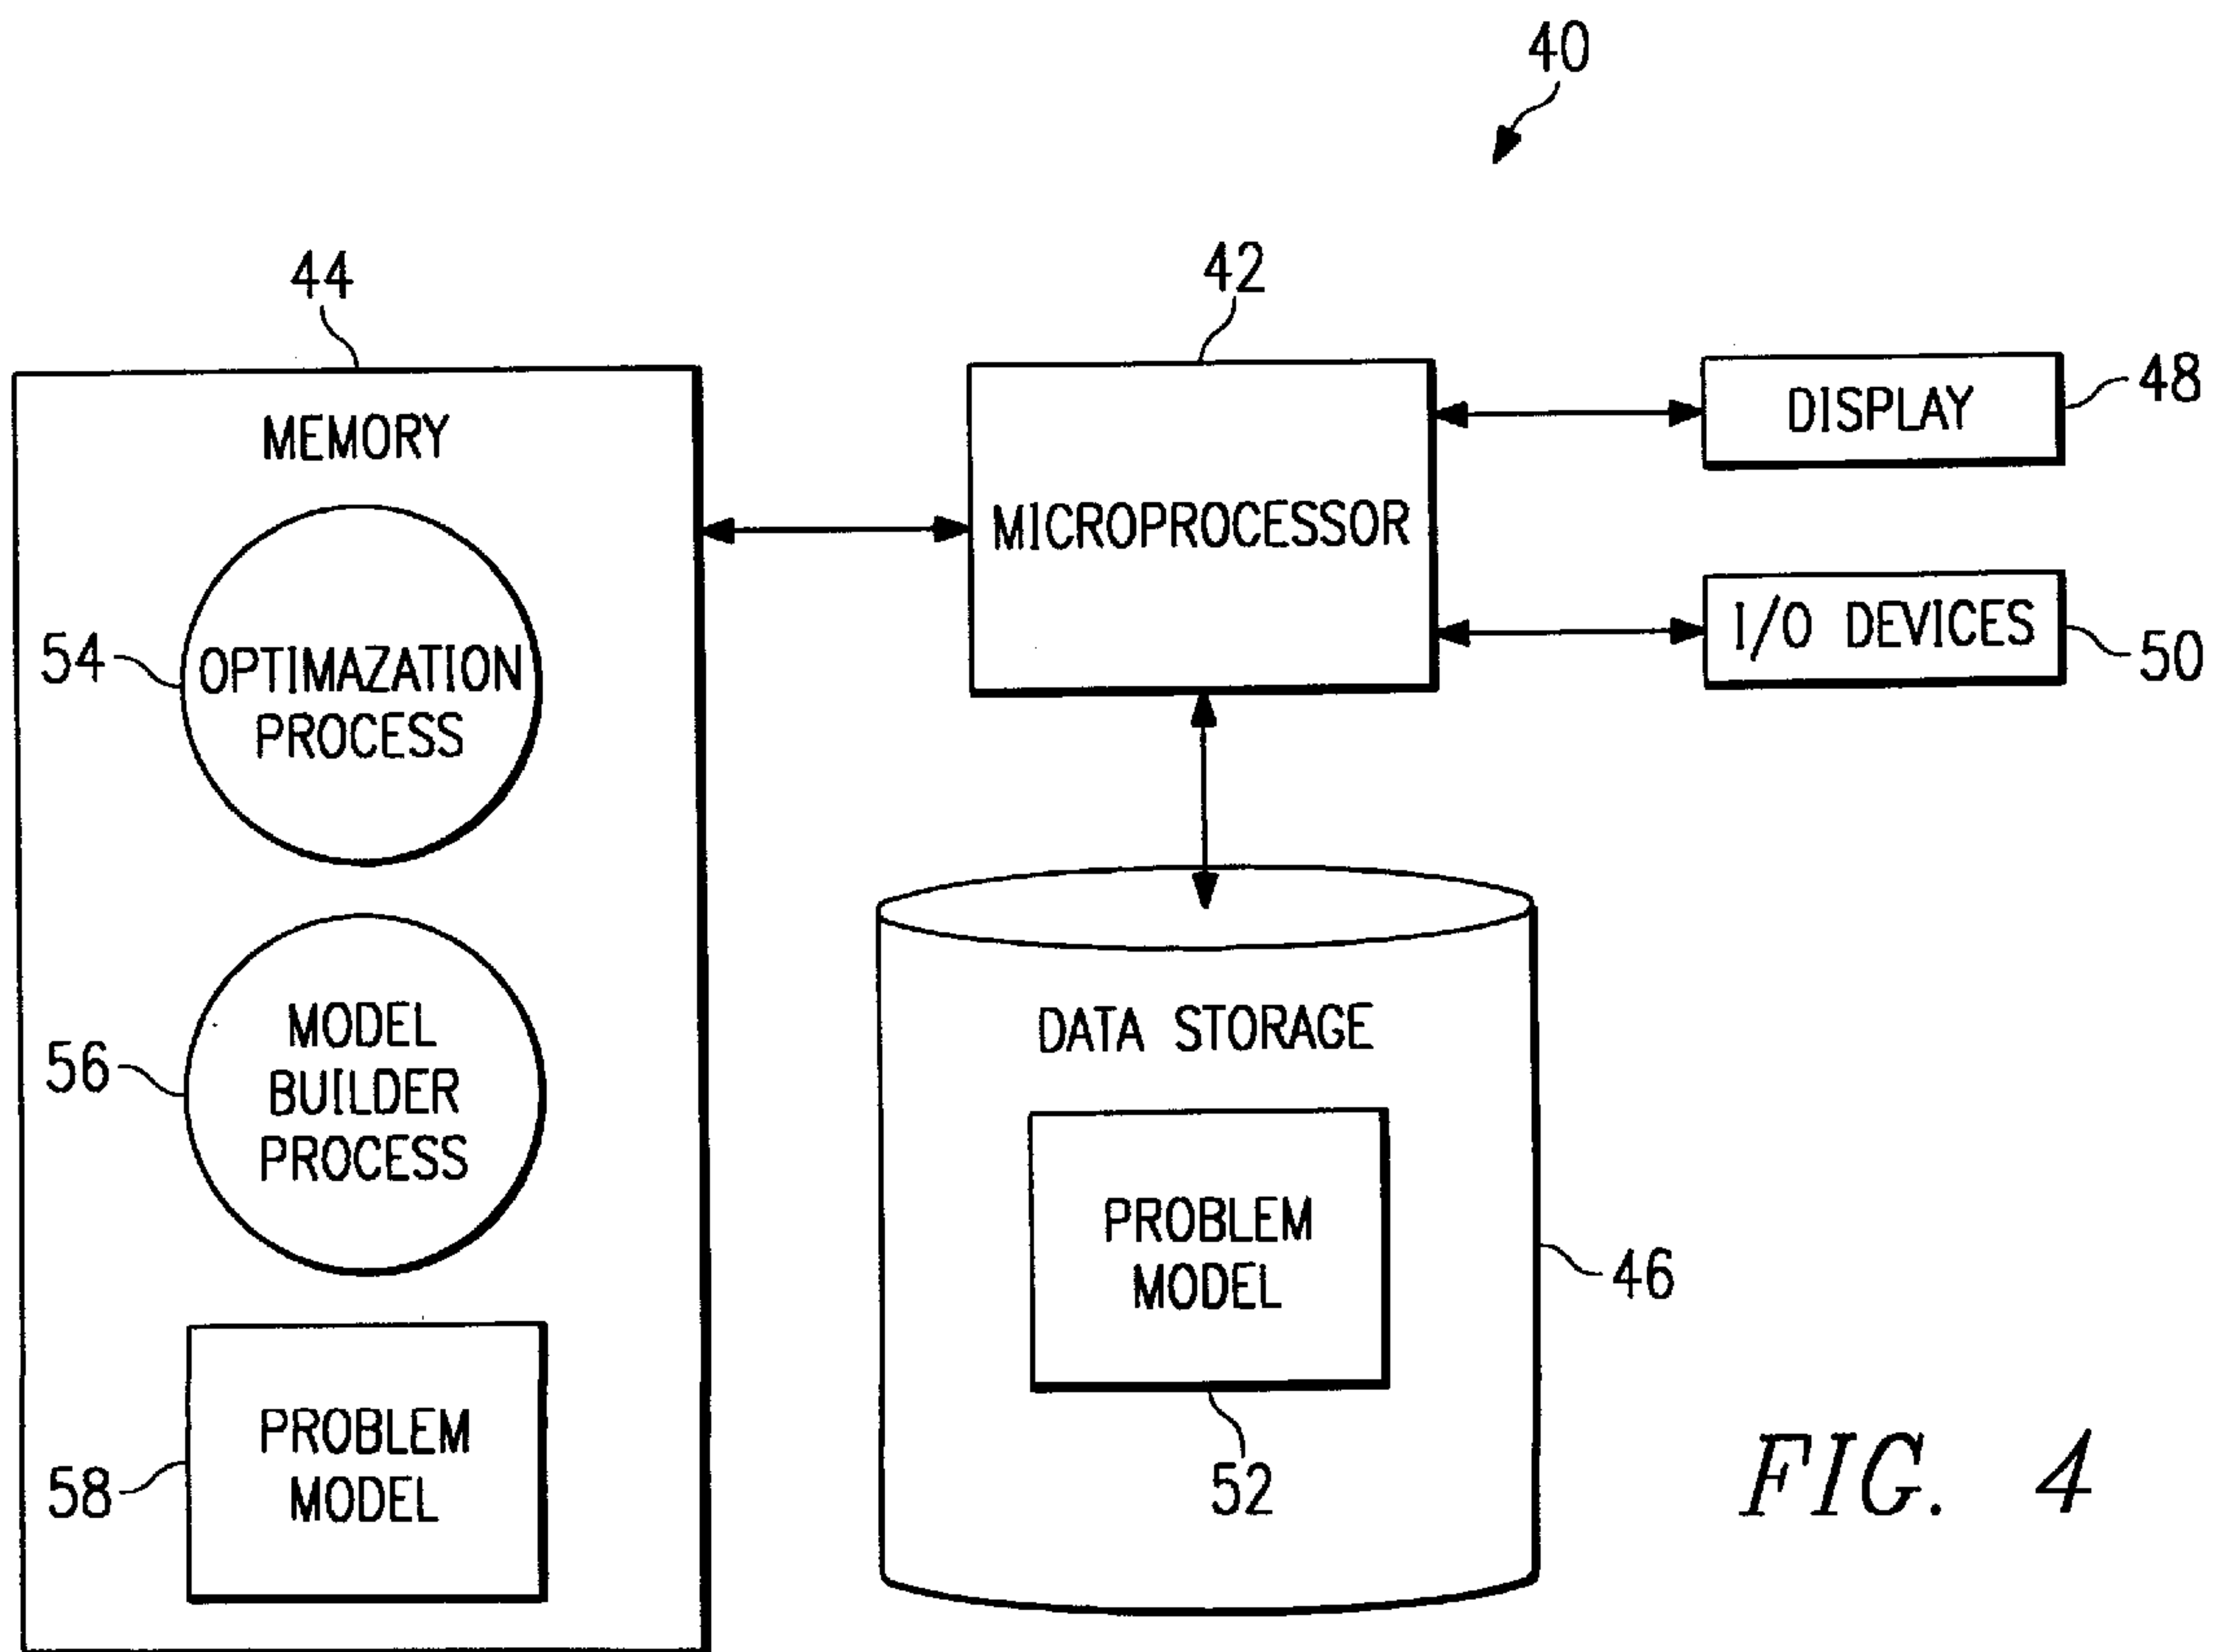 40
44
42
MEMORY
MICROPROCESSOR
DISPLAY
48
I/O DEVICES
50
54
OPTIMAZATION
PROCESS
56
MODEL
BUILDER
PROCESS
DATA STORAGE
PROBLEM
MODEL
46
52
58
PROBLEM
MODEL
FIG. 4